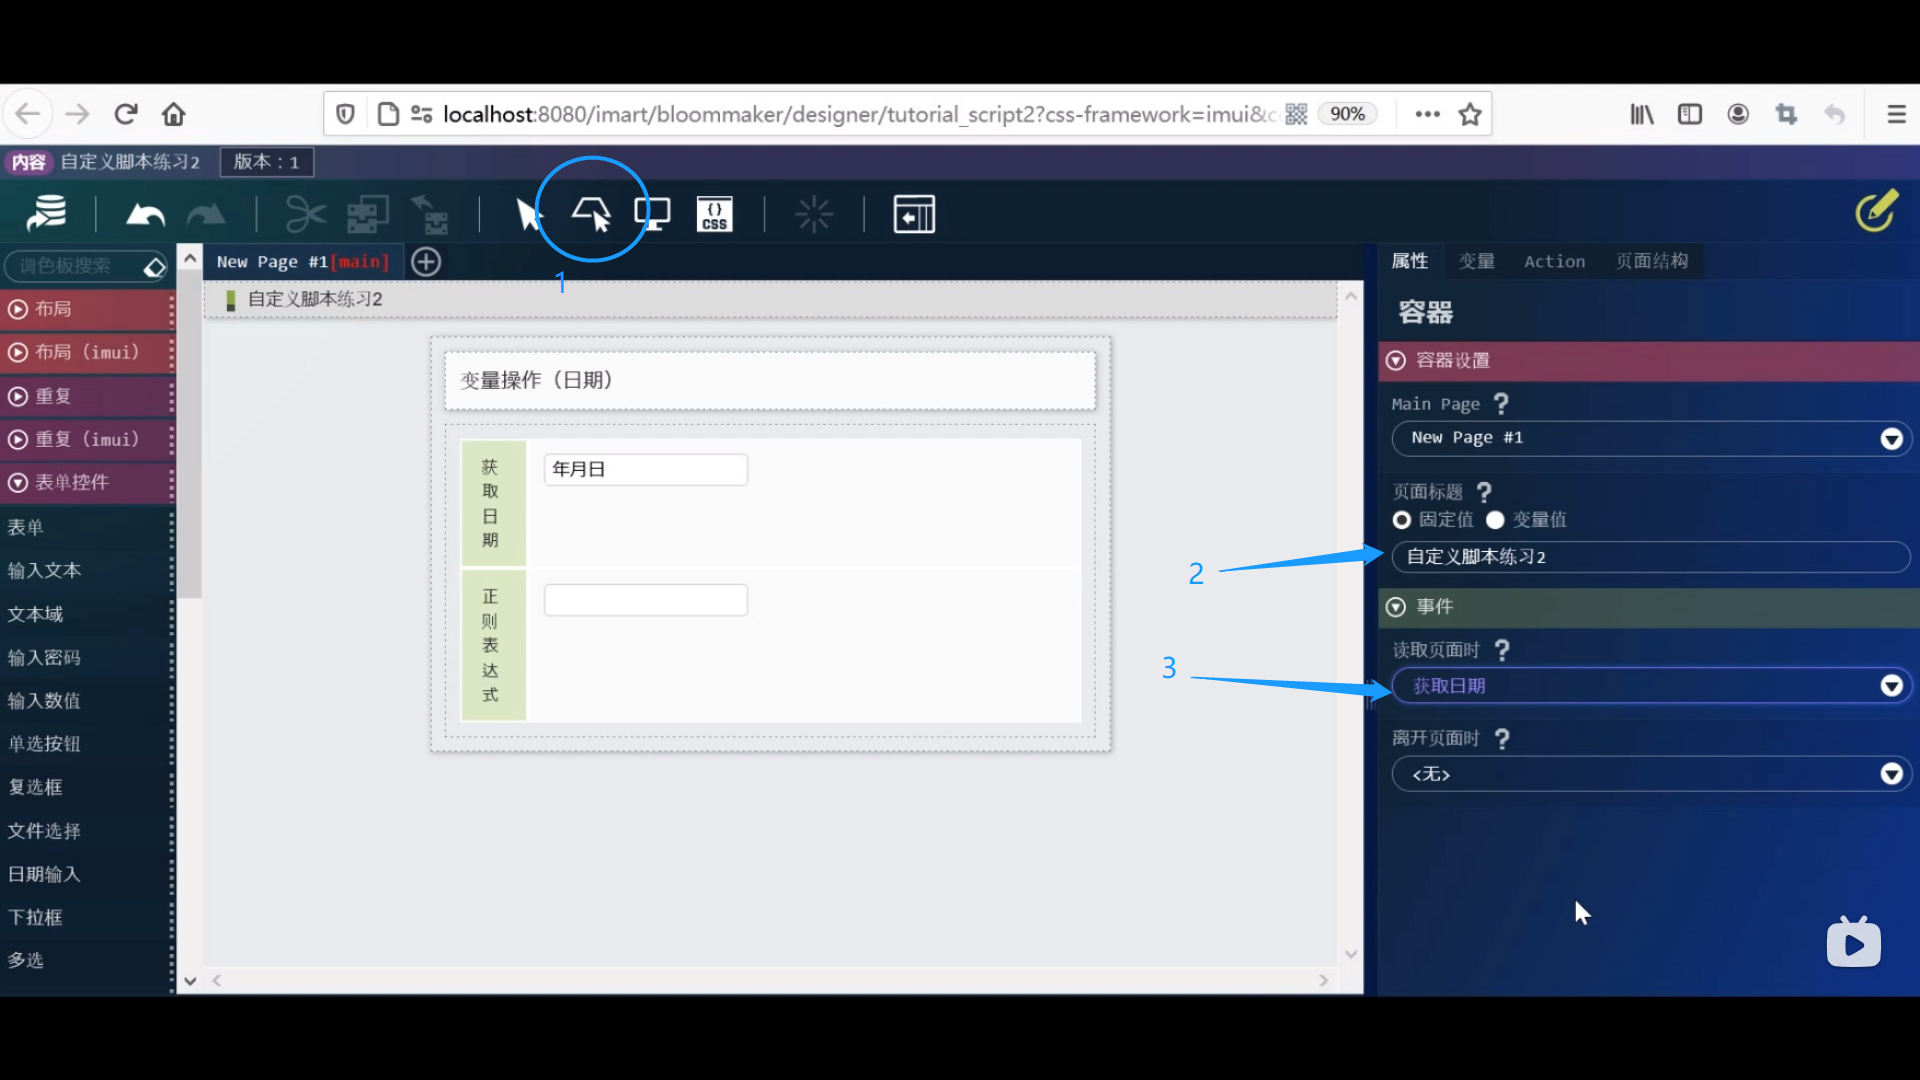 localhost:8080/imart/bloommaker/designer/tutorial_script2?css-framework=imui&c
90%
内容 自定义脚本练习2 版本：1
{} CSS
调色板搜索
布局
布局（imui）
重复
重复（imui）
表单控件
表单
输入文本
文本域
输入密码
输入数值
单选按钮
复选框
文件选择
日期输入
下拉框
多选
New Page #1[main]
1
自定义脚本练习2
变量操作（日期）
获取日期
年月日
正则表达式
2
3
属性 变量 Action 页面结构
容器
容器设置
Main Page ?
New Page #1
页面标题 ?
固定值 变量值
自定义脚本练习2
事件
读取页面时 ?
获取日期
离开页面时 ?
<无>